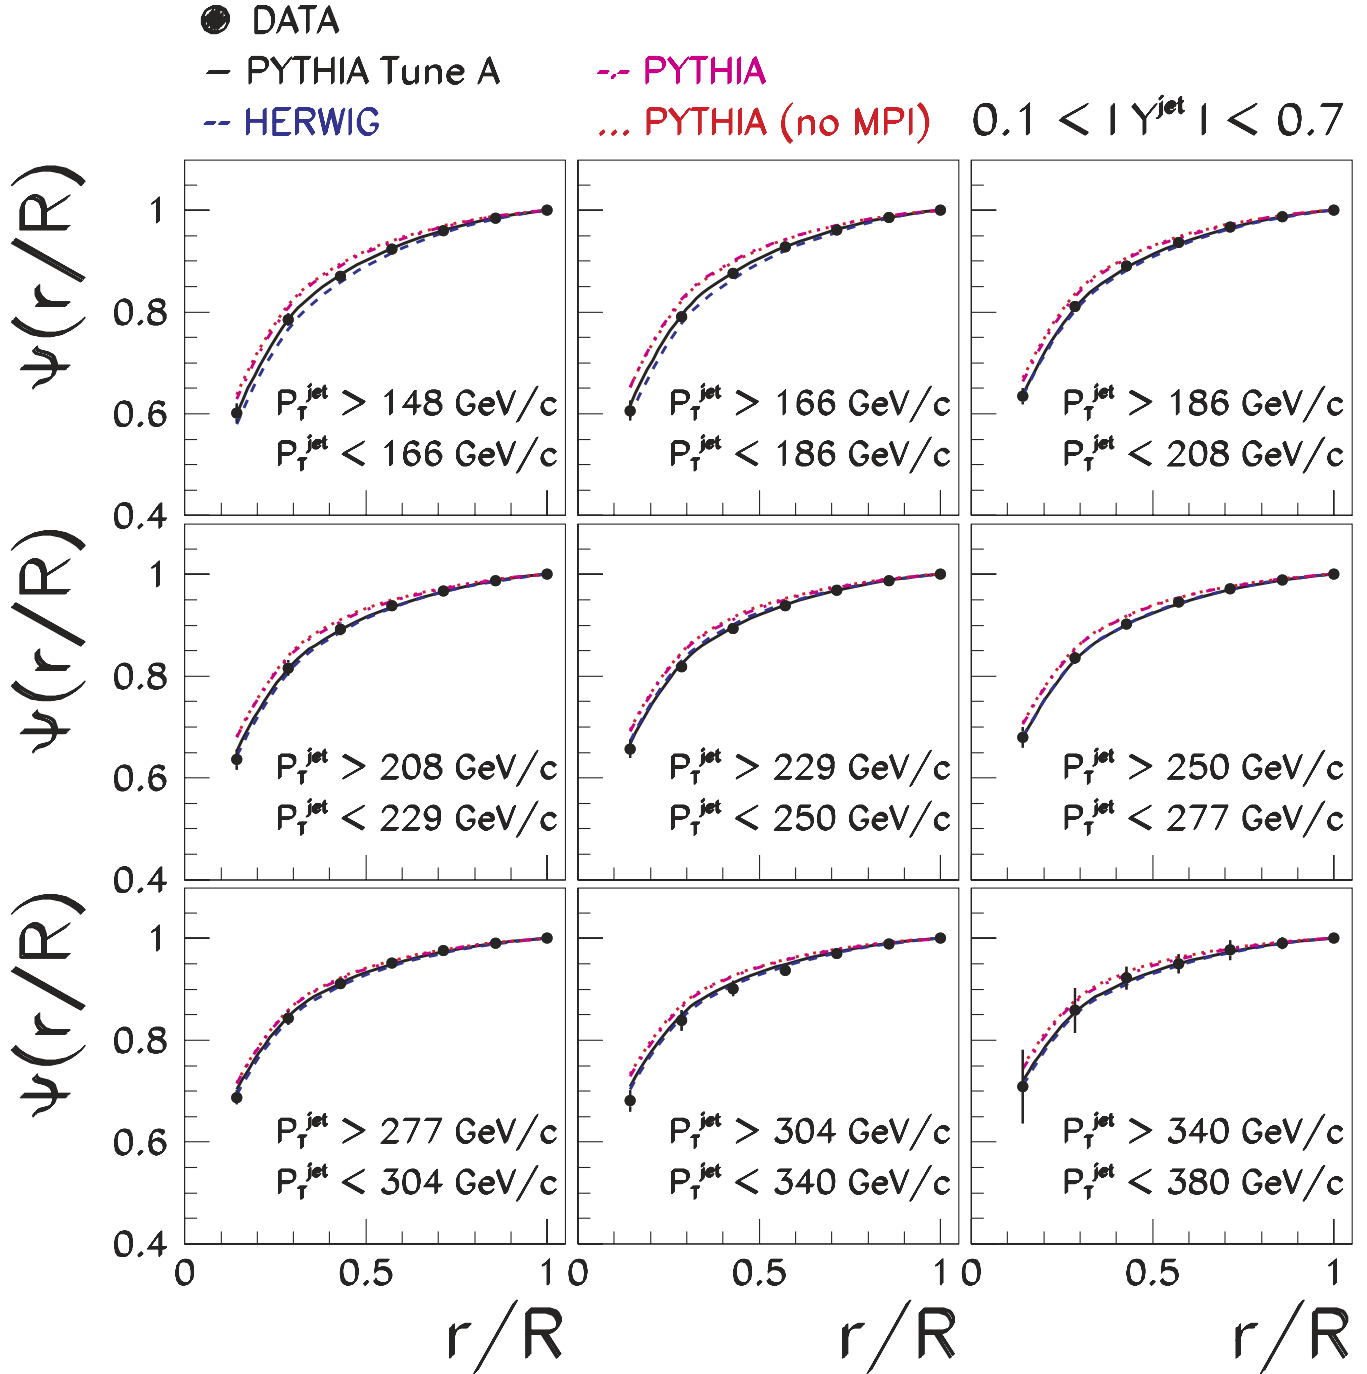 DATA
PYTHIA Tune A
PYTHIA
HERWIG
PYTHIA (no MPI)
0.1 < | Y^jet | < 0.7
ψ(r/R)
1
0.8
0.6
0.4
P_T^jet > 148 GeV/c
P_T^jet < 166 GeV/c
P_T^jet > 166 GeV/c
P_T^jet < 186 GeV/c
P_T^jet > 186 GeV/c
P_T^jet < 208 GeV/c
ψ(r/R)
1
0.8
0.6
0.4
P_T^jet > 208 GeV/c
P_T^jet < 229 GeV/c
P_T^jet > 229 GeV/c
P_T^jet < 250 GeV/c
P_T^jet > 250 GeV/c
P_T^jet < 277 GeV/c
ψ(r/R)
1
0.8
0.6
0.4
P_T^jet > 277 GeV/c
P_T^jet < 304 GeV/c
P_T^jet > 304 GeV/c
P_T^jet < 340 GeV/c
P_T^jet > 340 GeV/c
P_T^jet < 380 GeV/c
0 0.5 1 0 0.5 1 0 0.5 1
r/R r/R r/R